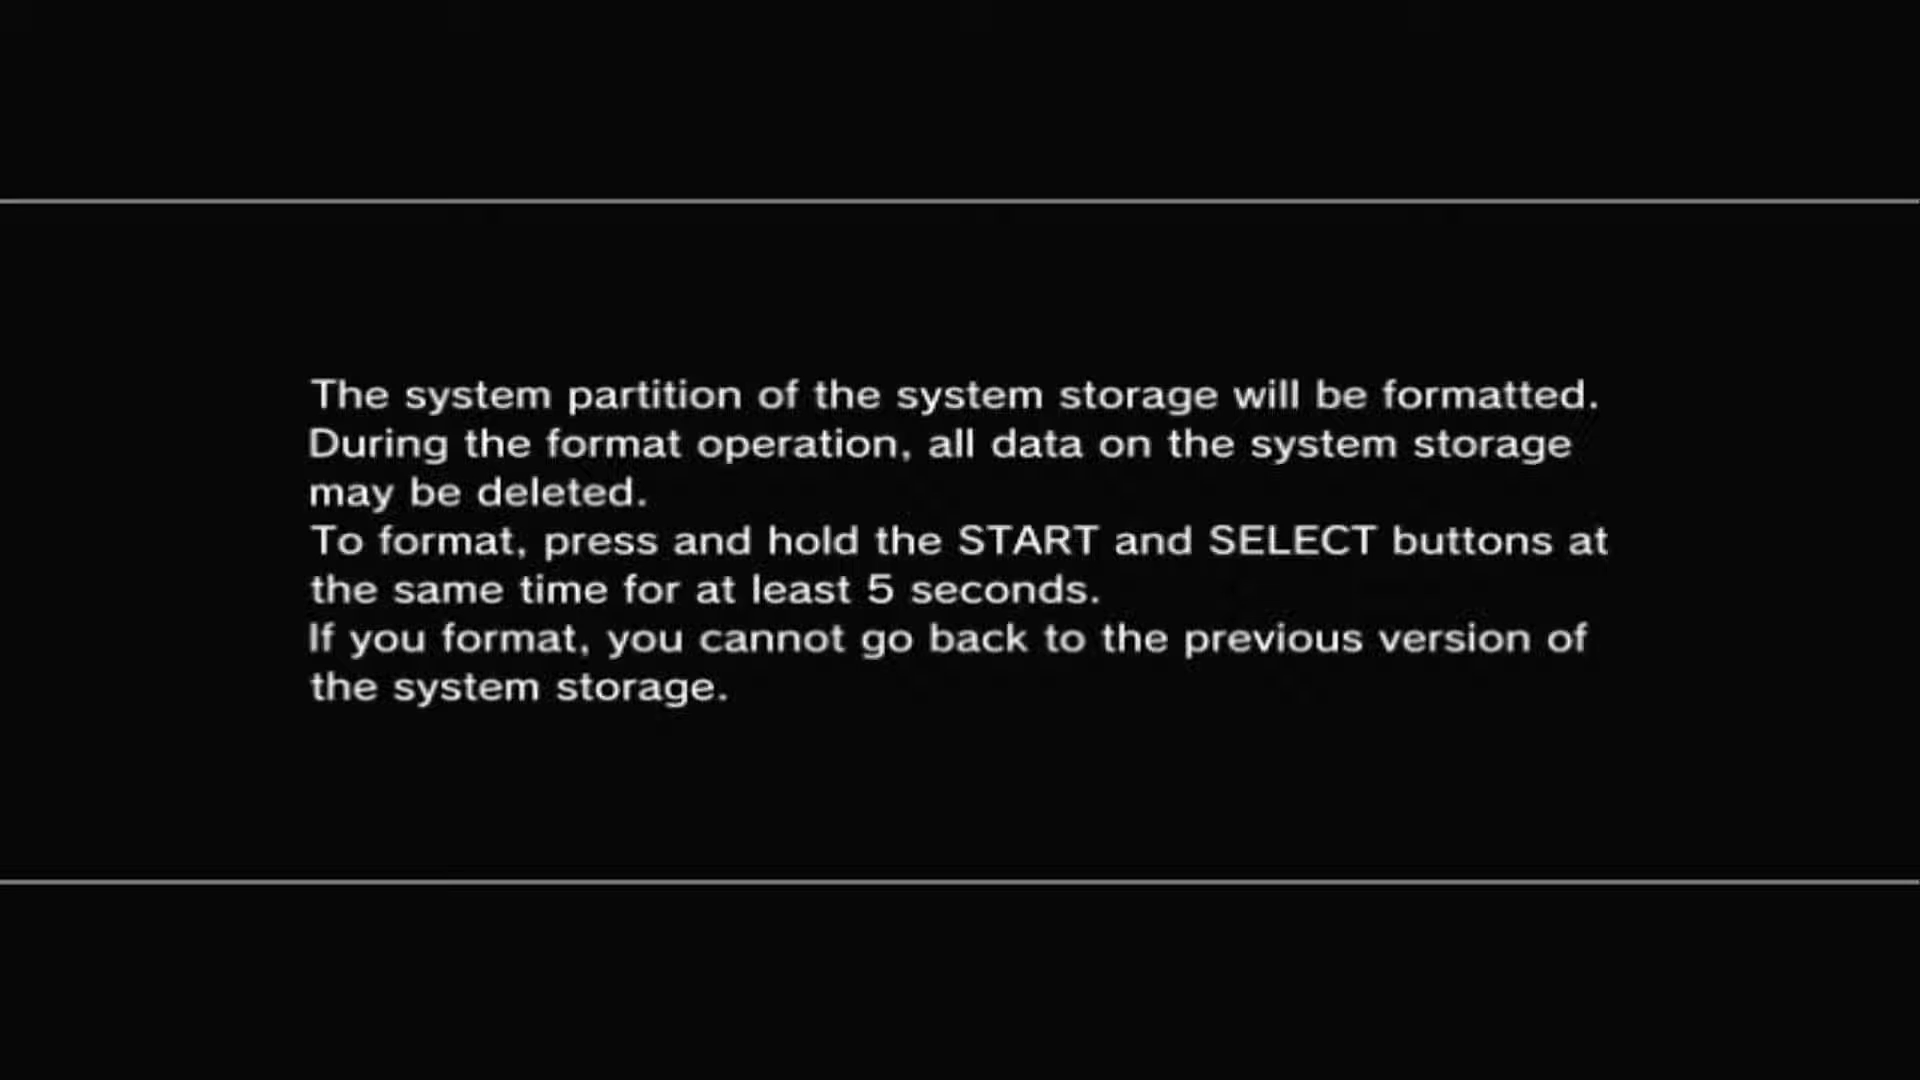 The system partition of the system storage will be formatted.
During the format operation, all data on the system storage
may be deleted.
To format, press and hold the START and SELECT buttons at
the same time for at least 5 seconds.
If you format, you cannot go back to the previous version of
the system storage.